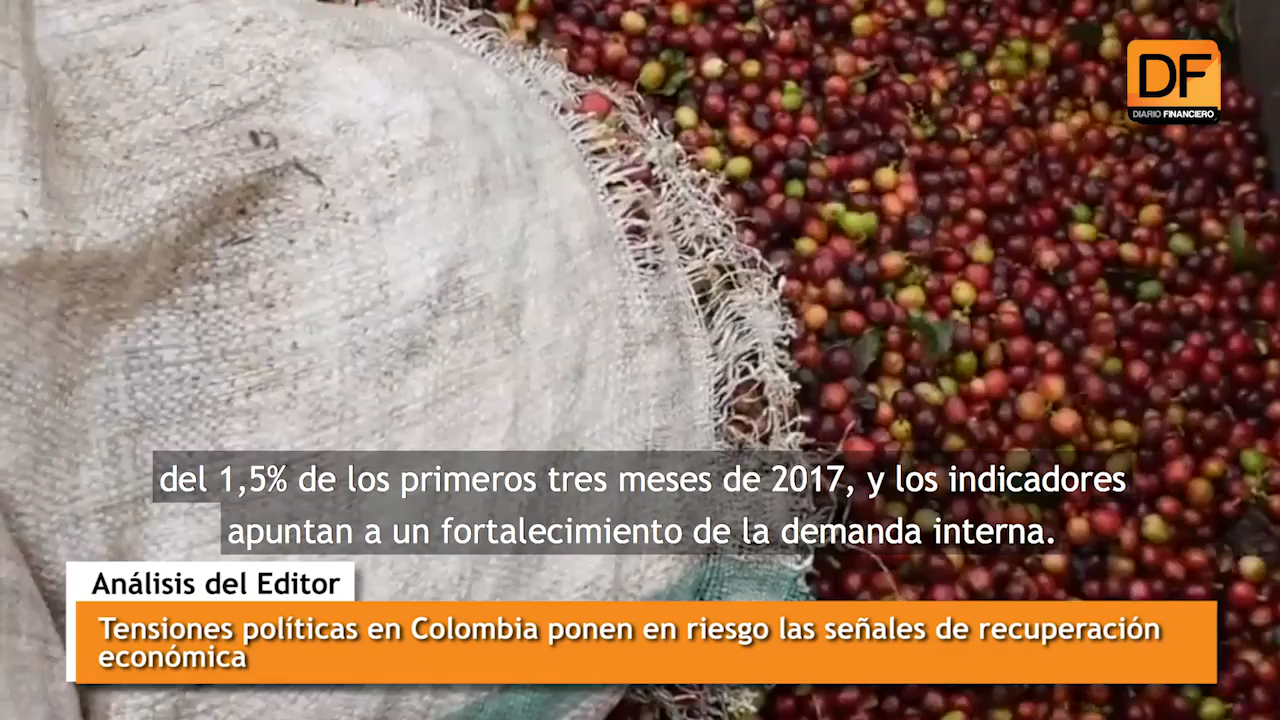 DF
DIARIO FINANCIERO
del 1,5% de los primeros tres meses de 2017, y los indicadores
apuntan a un fortalecimiento de la demanda interna.
Análisis del Editor
Tensiones políticas en Colombia ponen en riesgo las señales de recuperación
económica